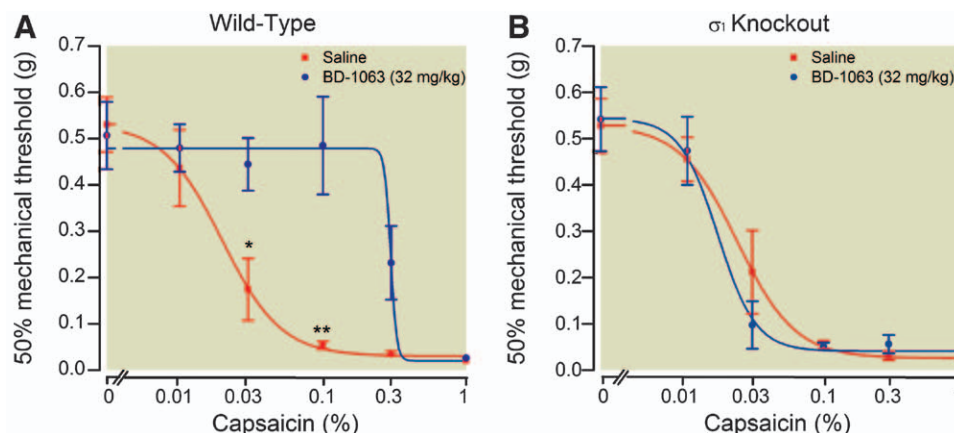 A
Wild-Type
50% mechanical threshold (g)
0.7
0.6
0.5
0.4
0.3
0.2
0.1
0.0
Saline
BD-1063 (32 mg/kg)
*
**
0
0.01
0.03
0.1
0.3
1
Capsaicin (%)
B
σ1 Knockout
50% mechanical threshold (g)
0.7
0.6
0.5
0.4
0.3
0.2
0.1
0.0
Saline
BD-1063 (32 mg/kg)
0
0.01
0.03
0.1
0.3
Capsaicin (%)